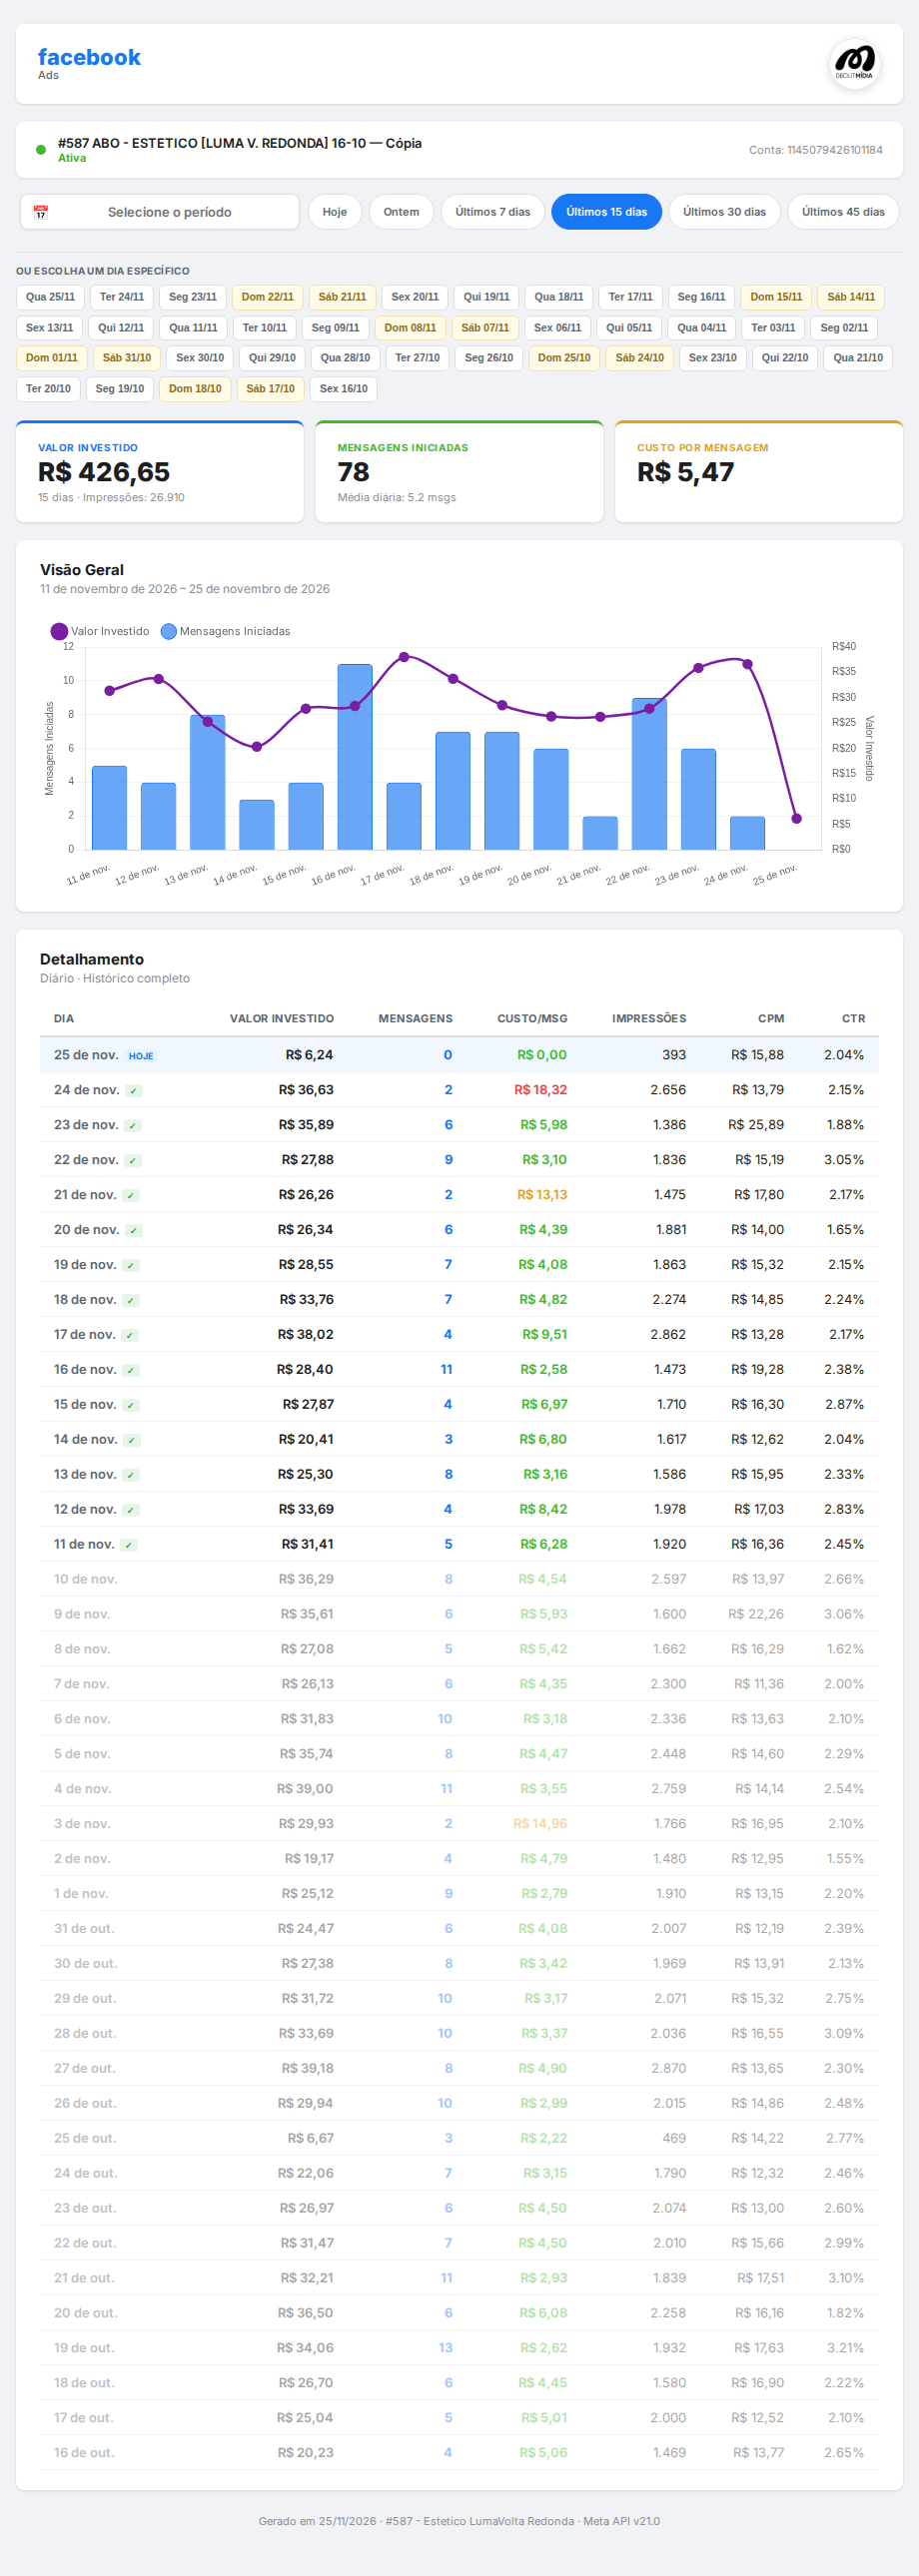 facebook
Ads
DBOUTMÍDIA
#587 ABO - ESTETICO [LUMA V. REDONDA] 16-10 — Cópia
Ativa
Conta: 1145079426101184
Selecione o período
Hoje
Ontem
Últimos 7 dias
Últimos 15 dias
Últimos 30 dias
Últimos 45 dias
OU ESCOLHA UM DIA ESPECÍFICO
Qua 25/11 Ter 24/11 Seg 23/11 Dom 22/11 Sáb 21/11 Sex 20/11 Qui 19/11 Qua 18/11 Ter 17/11 Seg 16/11 Dom 15/11 Sáb 14/11
Sex 13/11 Qui 12/11 Qua 11/11 Ter 10/11 Seg 09/11 Dom 08/11 Sáb 07/11 Sex 06/11 Qui 05/11 Qua 04/11 Ter 03/11 Seg 02/11
Dom 01/11 Sáb 31/10 Sex 30/10 Qui 29/10 Qua 28/10 Ter 27/10 Seg 26/10 Dom 25/10 Sáb 24/10 Sex 23/10 Qui 22/10 Qua 21/10
Ter 20/10 Seg 19/10 Dom 18/10 Sáb 17/10 Sex 16/10
VALOR INVESTIDO
R$ 426,65
15 dias · Impressões: 26.910
MENSAGENS INICIADAS
78
Média diária: 5.2 msgs
CUSTO POR MENSAGEM
R$ 5,47
Visão Geral
11 de novembro de 2026 – 25 de novembro de 2026
Valor Investido Mensagens Iniciadas
Mensagens Iniciadas
12
10
8
6
4
2
0
R$40
R$35
R$30
R$25
R$20
R$15
R$10
R$5
R$0
Valor Investido
11 de nov. 12 de nov. 13 de nov. 14 de nov. 15 de nov. 16 de nov. 17 de nov. 18 de nov. 19 de nov. 20 de nov. 21 de nov. 22 de nov. 23 de nov. 24 de nov. 25 de nov.
Detalhamento
Diário · Histórico completo
DIA VALOR INVESTIDO MENSAGENS CUSTO/MSG IMPRESSÕES CPM CTR
25 de nov. HOJE R$ 6,24 0 R$ 0,00 393 R$ 15,88 2.04%
24 de nov. ✓ R$ 36,63 2 R$ 18,32 2.656 R$ 13,79 2.15%
23 de nov. ✓ R$ 35,89 6 R$ 5,98 1.386 R$ 25,89 1.88%
22 de nov. ✓ R$ 27,88 9 R$ 3,10 1.836 R$ 15,19 3.05%
21 de nov. ✓ R$ 26,26 2 R$ 13,13 1.475 R$ 17,80 2.17%
20 de nov. ✓ R$ 26,34 6 R$ 4,39 1.881 R$ 14,00 1.65%
19 de nov. ✓ R$ 28,55 7 R$ 4,08 1.863 R$ 15,32 2.15%
18 de nov. ✓ R$ 33,76 7 R$ 4,82 2.274 R$ 14,85 2.24%
17 de nov. ✓ R$ 38,02 4 R$ 9,51 2.862 R$ 13,28 2.17%
16 de nov. ✓ R$ 28,40 11 R$ 2,58 1.473 R$ 19,28 2.38%
15 de nov. ✓ R$ 27,87 4 R$ 6,97 1.710 R$ 16,30 2.87%
14 de nov. ✓ R$ 20,41 3 R$ 6,80 1.617 R$ 12,62 2.04%
13 de nov. ✓ R$ 25,30 8 R$ 3,16 1.586 R$ 15,95 2.33%
12 de nov. ✓ R$ 33,69 4 R$ 8,42 1.978 R$ 17,03 2.83%
11 de nov. ✓ R$ 31,41 5 R$ 6,28 1.920 R$ 16,36 2.45%
10 de nov. R$ 36,29 8 R$ 4,54 2.597 R$ 13,97 2.66%
9 de nov. R$ 35,61 6 R$ 5,93 1.600 R$ 22,26 3.06%
8 de nov. R$ 27,08 5 R$ 5,42 1.662 R$ 16,29 1.62%
7 de nov. R$ 26,13 6 R$ 4,35 2.300 R$ 11,36 2.00%
6 de nov. R$ 31,83 10 R$ 3,18 2.336 R$ 13,63 2.10%
5 de nov. R$ 35,74 8 R$ 4,47 2.448 R$ 14,60 2.29%
4 de nov. R$ 39,00 11 R$ 3,55 2.759 R$ 14,14 2.54%
3 de nov. R$ 29,93 2 R$ 14,96 1.766 R$ 16,95 2.10%
2 de nov. R$ 19,17 4 R$ 4,79 1.480 R$ 12,95 1.55%
1 de nov. R$ 25,12 9 R$ 2,79 1.910 R$ 13,15 2.20%
31 de out. R$ 24,47 6 R$ 4,08 2.007 R$ 12,19 2.39%
30 de out. R$ 27,38 8 R$ 3,42 1.969 R$ 13,91 2.13%
29 de out. R$ 31,72 10 R$ 3,17 2.071 R$ 15,32 2.75%
28 de out. R$ 33,69 10 R$ 3,37 2.036 R$ 16,55 3.09%
27 de out. R$ 39,18 8 R$ 4,90 2.870 R$ 13,65 2.30%
26 de out. R$ 29,94 10 R$ 2,99 2.015 R$ 14,86 2.48%
25 de out. R$ 6,67 3 R$ 2,22 469 R$ 14,22 2.77%
24 de out. R$ 22,06 7 R$ 3,15 1.790 R$ 12,32 2.46%
23 de out. R$ 26,97 6 R$ 4,50 2.074 R$ 13,00 2.60%
22 de out. R$ 31,47 7 R$ 4,50 2.010 R$ 15,66 2.99%
21 de out. R$ 32,21 11 R$ 2,93 1.839 R$ 17,51 3.10%
20 de out. R$ 36,50 6 R$ 6,08 2.258 R$ 16,16 1.82%
19 de out. R$ 34,06 13 R$ 2,62 1.932 R$ 17,63 3.21%
18 de out. R$ 26,70 6 R$ 4,45 1.580 R$ 16,90 2.22%
17 de out. R$ 25,04 5 R$ 5,01 2.000 R$ 12,52 2.10%
16 de out. R$ 20,23 4 R$ 5,06 1.469 R$ 13,77 2.65%
Gerado em 25/11/2026 · #587 - Estetico LumaVolta Redonda · Meta API v21.0